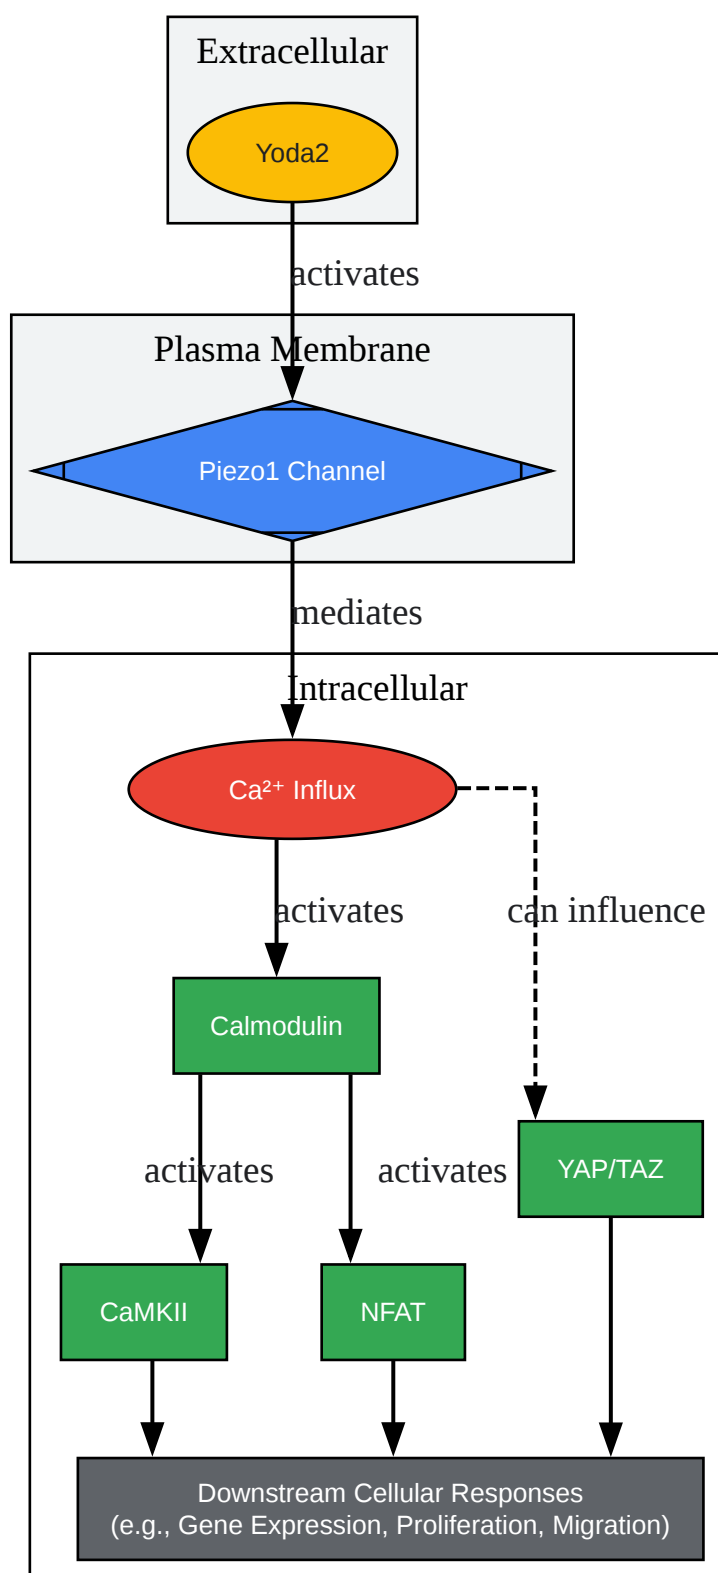 Extracellular
Yoda2
activates
Plasma Membrane
Piezo1 Channel
mediates
Intracellular
Ca²⁺ Influx
activates
can influence
Calmodulin
activates
activates
YAP/TAZ
CaMKII
NFAT
Downstream Cellular Responses
(e.g., Gene Expression, Proliferation, Migration)